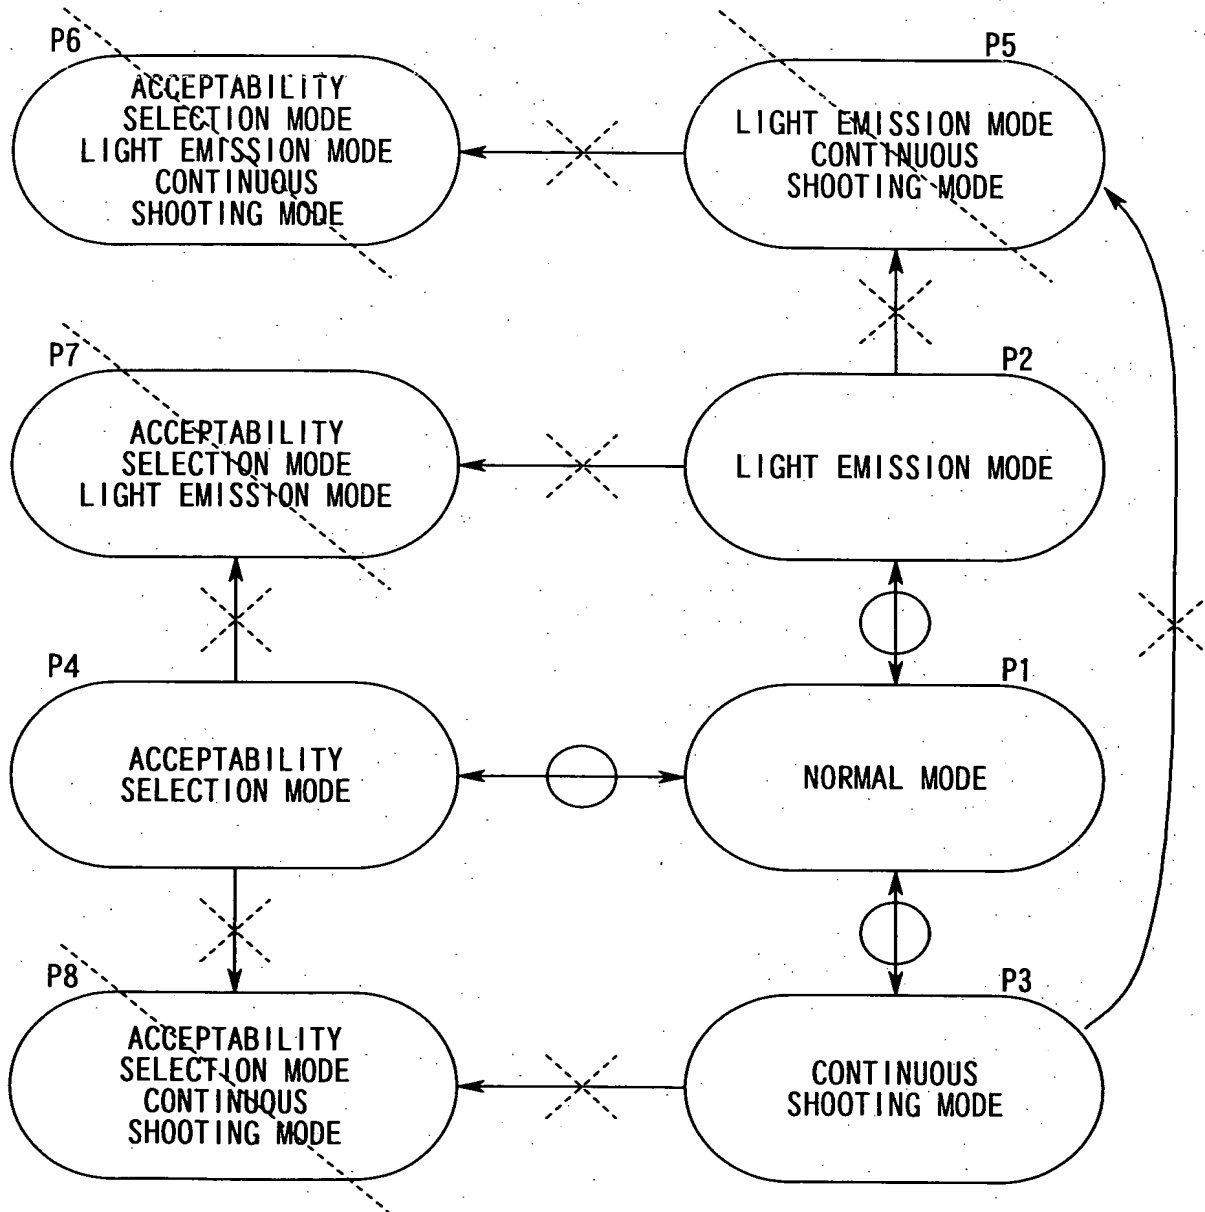 P6
ACCEPTABILITY
SELECTION MODE
LIGHT EMISSION MODE
CONTINUOUS
SHOOTING MODE
P5
LIGHT EMISSION MODE
CONTINUOUS
SHOOTING MODE
P7
ACCEPTABILITY
SELECTION MODE
LIGHT EMISSION MODE
P2
LIGHT EMISSION MODE
P4
ACCEPTABILITY
SELECTION MODE
P1
NORMAL MODE
P8
ACCEPTABILITY
SELECTION MODE
CONTINUOUS
SHOOTING MODE
P3
CONTINUOUS
SHOOTING MODE